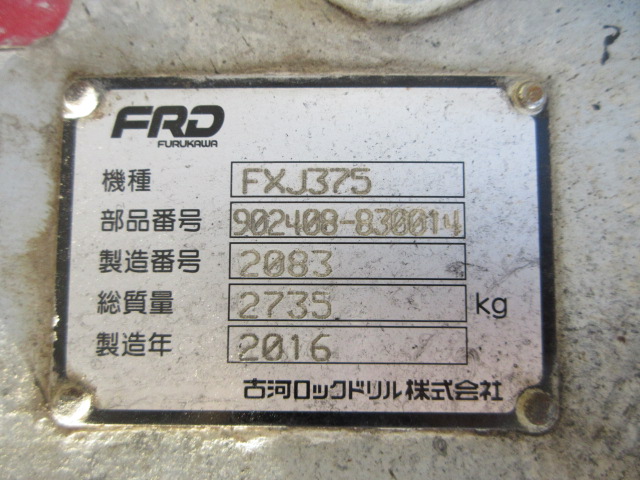 FRD
FURUKAWA
機種 FXJ375
部品番号 902408-830014
製造番号 2083
総質量 2735 kg
製造年 2016
古河ロックドリル株式会社